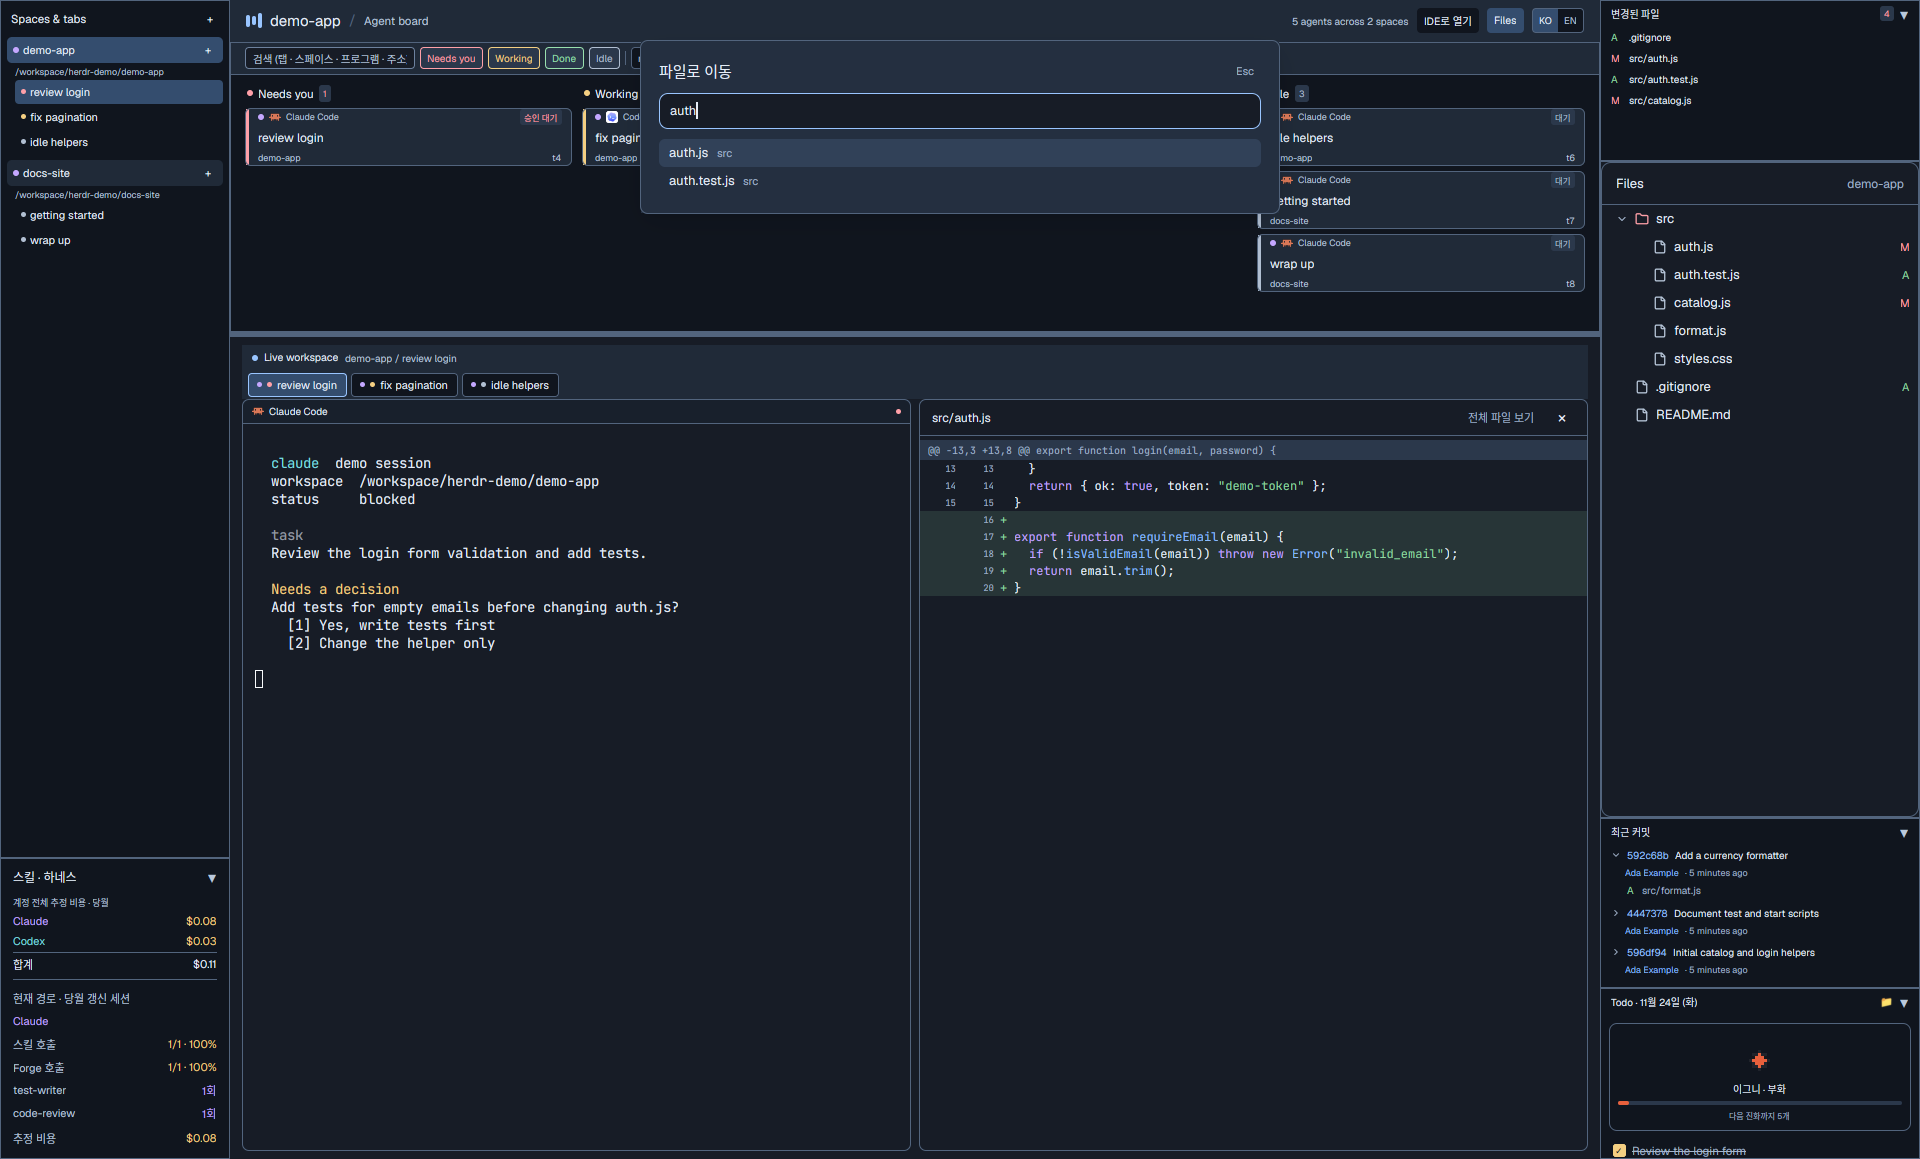 Spaces & tabs +
demo-app +
/workspace/herdr-demo/demo-app
review login
fix pagination
idle helpers
docs-site +
/workspace/herdr-demo/docs-site
getting started
wrap up
스킬 · 하네스 ▼
계정 전체 추정 비용 · 당월
Claude $0.08
Codex $0.03
합계 $0.11
현재 경로 · 당월 갱신 세션
Claude
스킬 호출 1/1 · 100%
Forge 호출 1/1 · 100%
test-writer 1회
code-review 1회
추정 비용 $0.08
demo-app / Agent board
5 agents across 2 spaces IDE로 열기 Files KO EN
검색 (탭 · 스페이스 · 프로그램 · 주소 Needs you Working Done Idle
Needs you 1
Claude Code 승인 대기
review login
demo-app t4
Working
fix pagin
demo-app
파일로 이동 Esc
auth
auth.js src
auth.test.js src
3
Claude Code 대기
helpers
t6
Claude Code 대기
getting started
docs-site t7
Claude Code 대기
wrap up
docs-site t8
Live workspace demo-app / review login
review login fix pagination idle helpers
Claude Code
claude demo session
workspace /workspace/herdr-demo/demo-app
status blocked
task
Review the login form validation and add tests.
Needs a decision
Add tests for empty emails before changing auth.js?
[1] Yes, write tests first
[2] Change the helper only
src/auth.js 전체 파일 보기 ×
@@ -13,3 +13,8 @@ export function login(email, password) {
13 13 }
14 14 return { ok: true, token: "demo-token" };
15 15 }
16 +
17 + export function requireEmail(email) {
18 + if (!isValidEmail(email)) throw new Error("invalid_email");
19 + return email.trim();
20 + }
변경된 파일 4 ▼
A .gitignore
M src/auth.js
A src/auth.test.js
M src/catalog.js
Files demo-app
src
auth.js M
auth.test.js A
catalog.js M
format.js
styles.css
.gitignore A
README.md
최근 커밋 ▼
592c68b Add a currency formatter
Ada Example · 5 minutes ago
A src/format.js
4447378 Document test and start scripts
Ada Example · 5 minutes ago
596df94 Initial catalog and login helpers
Ada Example · 5 minutes ago
Todo · 11월 24일 (화) ▼
이그니 · 부화
다음 진화까지 5개
Review the login form